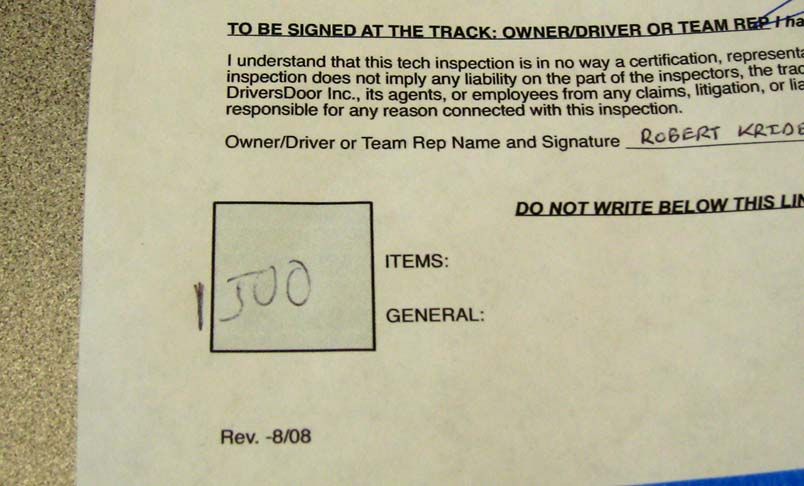 TO BE SIGNED AT THE TRACK: OWNER/DRIVER OR TEAM REP I ha
I understand that this tech inspection is in no way a certification, representa
inspection does not imply any liability on the part of the inspectors, the trac
DriversDoor Inc., its agents, or employees from any claims, litigation, or lia
responsible for any reason connected with this inspection.
Owner/Driver or Team Rep Name and Signature ROBERT KRIDE
DO NOT WRITE BELOW THIS LIN
ITEMS:
GENERAL:
Rev. -8/08